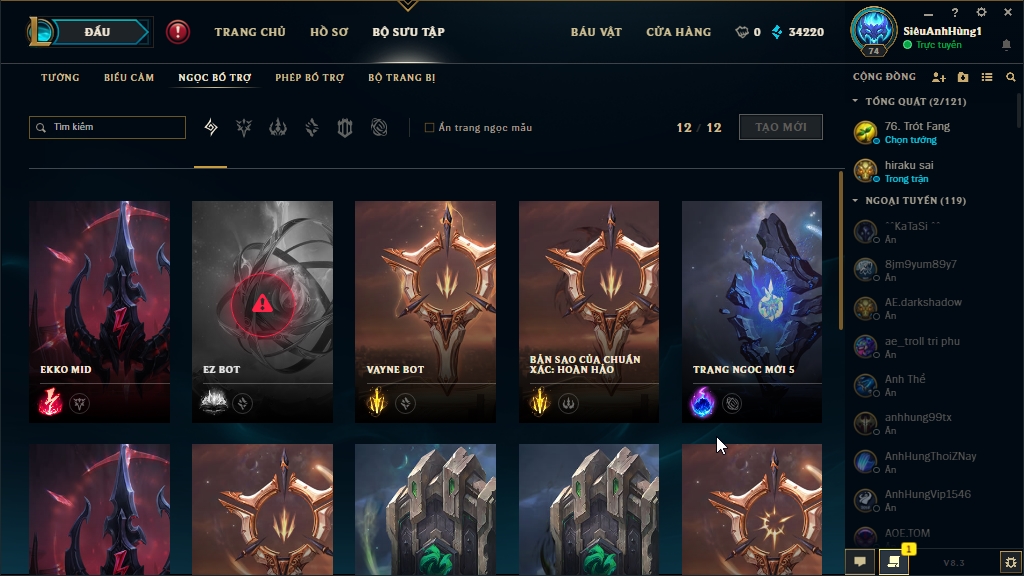 ĐẤU
TRANG CHỦ
HỒ SƠ
BỘ SƯU TẬP
BÁU VẬT
CỬA HÀNG
0
34220
74
SiêuAnhHùng1
Trực tuyến
TƯỚNG
BIỂU CẢM
NGỌC BỔ TRỢ
PHÉP BỔ TRỢ
BỘ TRANG BỊ
CỘNG ĐỒNG
Tìm kiếm
Ẩn trang ngọc mẫu
12 / 12
TẠO MỚI
TỔNG QUÁT (2/121)
76. Trót Fang
Chọn tướng
hiraku sai
Trong trận
NGOẠI TUYẾN (119)
^^KaTaSi ^^
Ẩn
8jm9yum89y7
Ẩn
AE.darkshadow
Ẩn
ae_troll tri phu
Ẩn
Anh Thế
Ẩn
anhhung99tx
Ẩn
AnhHungThoiZNay
Ẩn
AnhHungVip1546
Ẩn
AOE.TOM
EKKO MID
EZ BOT
VAYNE BOT
BẢN SAO CỦA CHUẨN
XÁC: HOÀN HẢO
TRANG NGỌC MỚI 5
1
V8.3